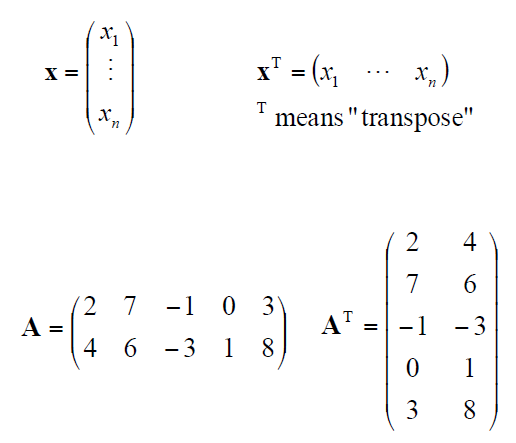 x = ( x₁ ⋮ xₙ )
xᵀ = ( x₁ ⋯ xₙ )
ᵀ means "transpose"
A = ( 2 7 −1 0 3
4 6 −3 1 8 )
Aᵀ = ( 2 4
7 6
−1 −3
0 1
3 8 )